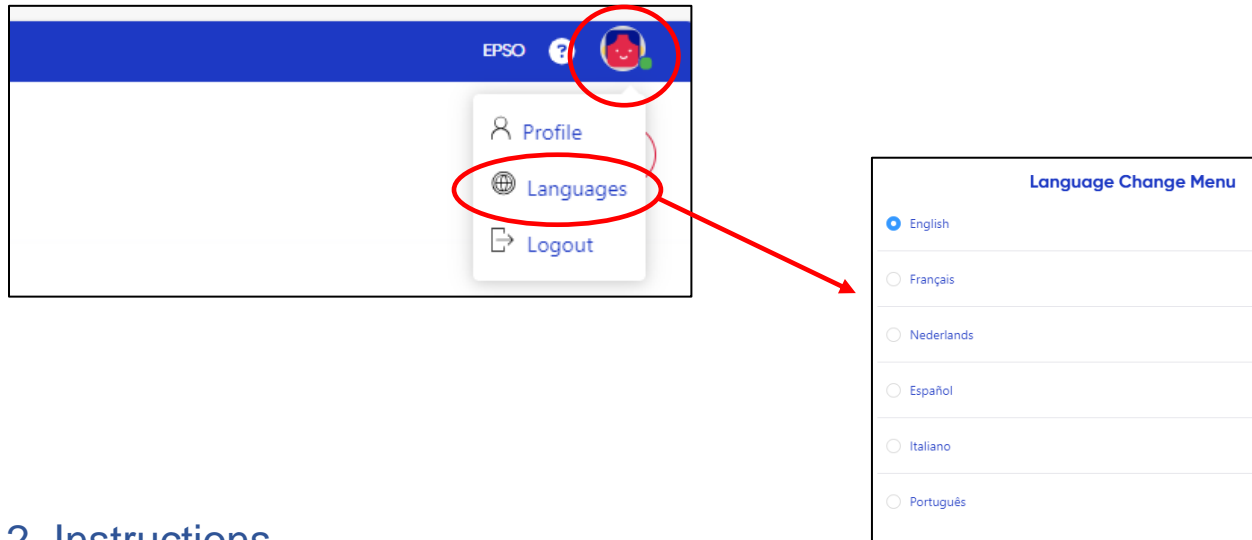 EPSO ?
Profile
Languages
Logout
Language Change Menu
English
Français
Nederlands
Español
Italiano
Português
2. Instructions